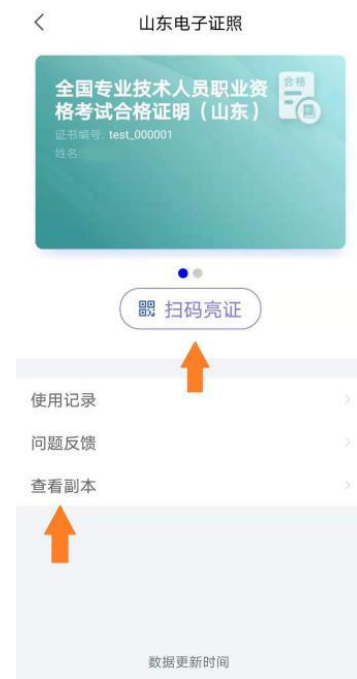 山东电子证照
全国专业技术人员职业资
格考试合格证明（山东）
合格
证书编号: test_000001
姓名:
扫码亮证
使用记录
问题反馈
查看副本
数据更新时间